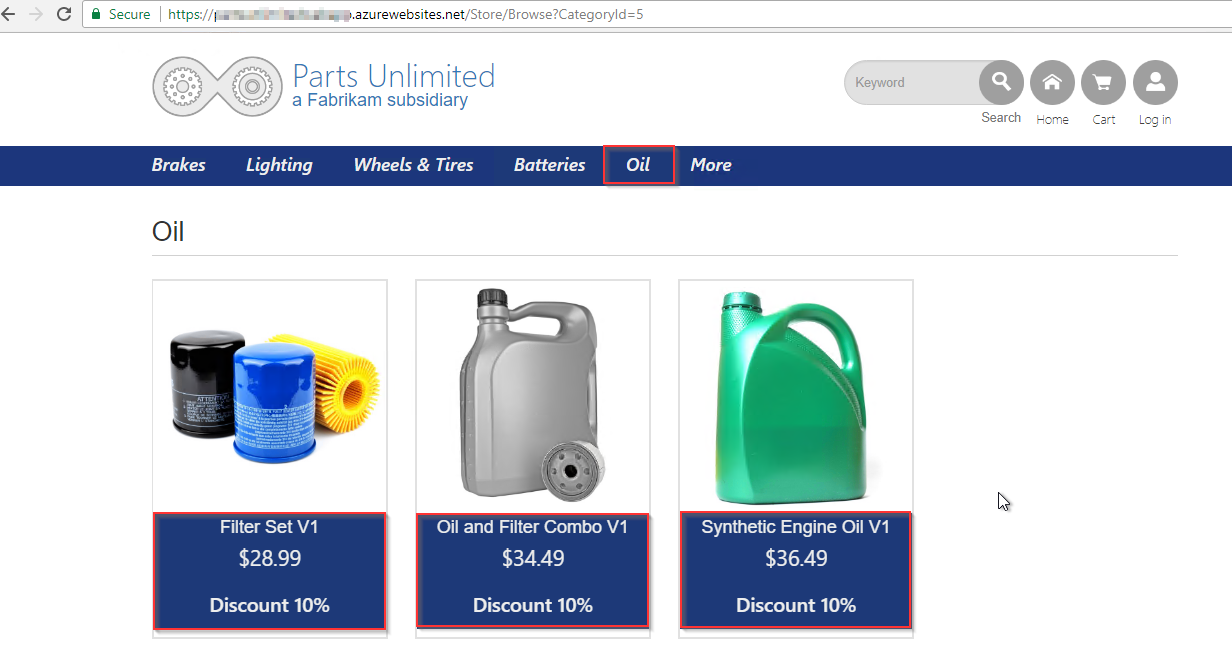 Secure
https://
.azurewebsites.net/Store/Browse?CategoryId=5
Parts Unlimited
a Fabrikam subsidiary
Keyword
Search
Home
Cart
Log in
Brakes
Lighting
Wheels & Tires
Batteries
Oil
More
Oil
ATTENTION
Filter Set V1
$28.99
Discount 10%
Oil and Filter Combo V1
$34.49
Discount 10%
Synthetic Engine Oil V1
$36.49
Discount 10%